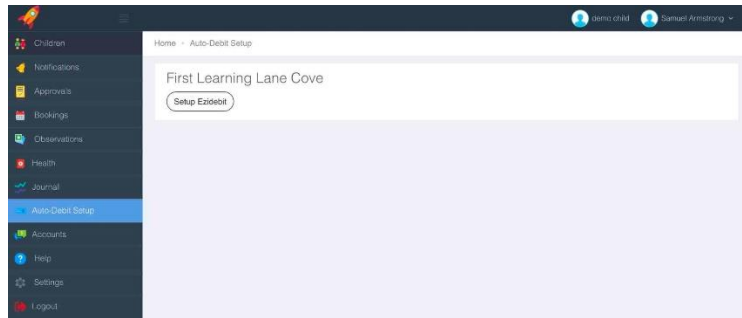 demo child
Samuel Armstrong
Children
Home - Auto-Debit Setup
Notifications
First Learning Lane Cove
Approvals
Setup Ezidebit
Bookings
Observations
Health
Journal
Auto-Debit Setup
Accounts
Help
Settings
Logout